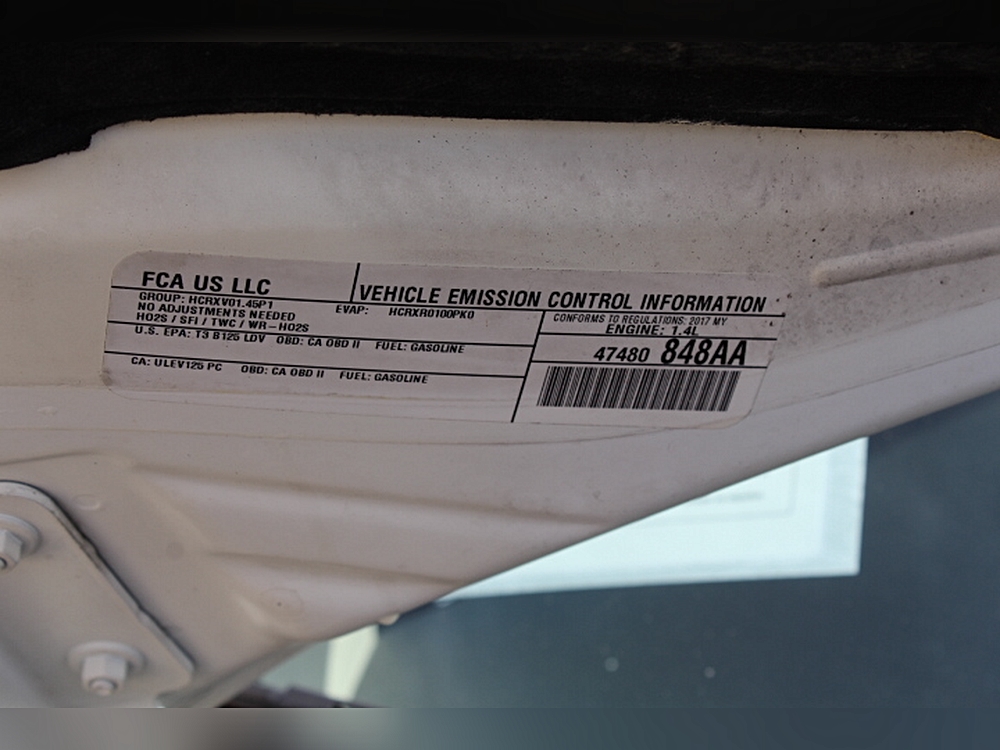 FCA US LLC
VEHICLE EMISSION CONTROL INFORMATION
GROUP: HCRXV01.45P1
EVAP: HCRXR0100PK0
NO ADJUSTMENTS NEEDED
HO2S / SFI / TWC / WR-HO2S
U.S. EPA: T3 B125 LDV OBD: CA OBD II FUEL: GASOLINE
CA: ULEV125 PC OBD: CA OBD II FUEL: GASOLINE
CONFORMS TO REGULATIONS: 2017 MY
ENGINE: 1.4L
47480 848AA